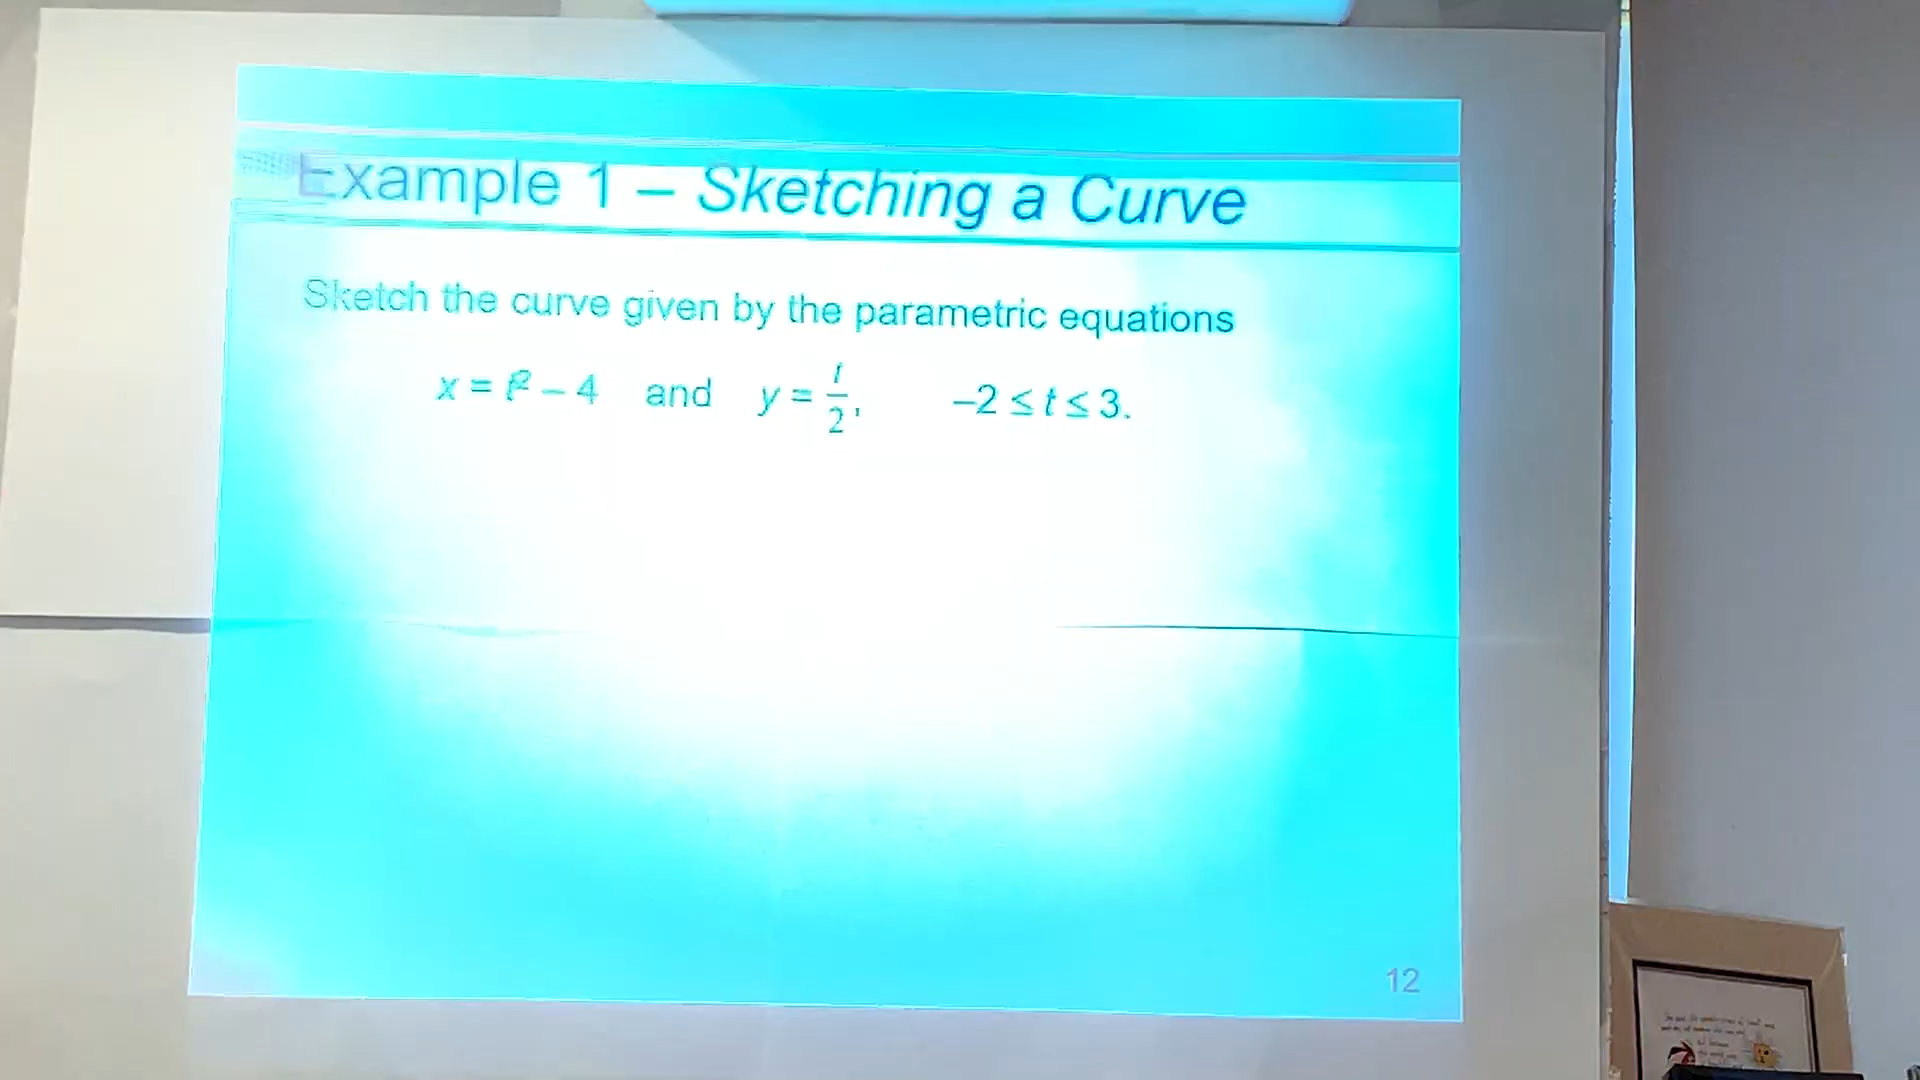 Example 1 – Sketching a Curve
Sketch the curve given by the parametric equations
x = t² – 4 and y = t/2, –2 ≤ t ≤ 3.
12